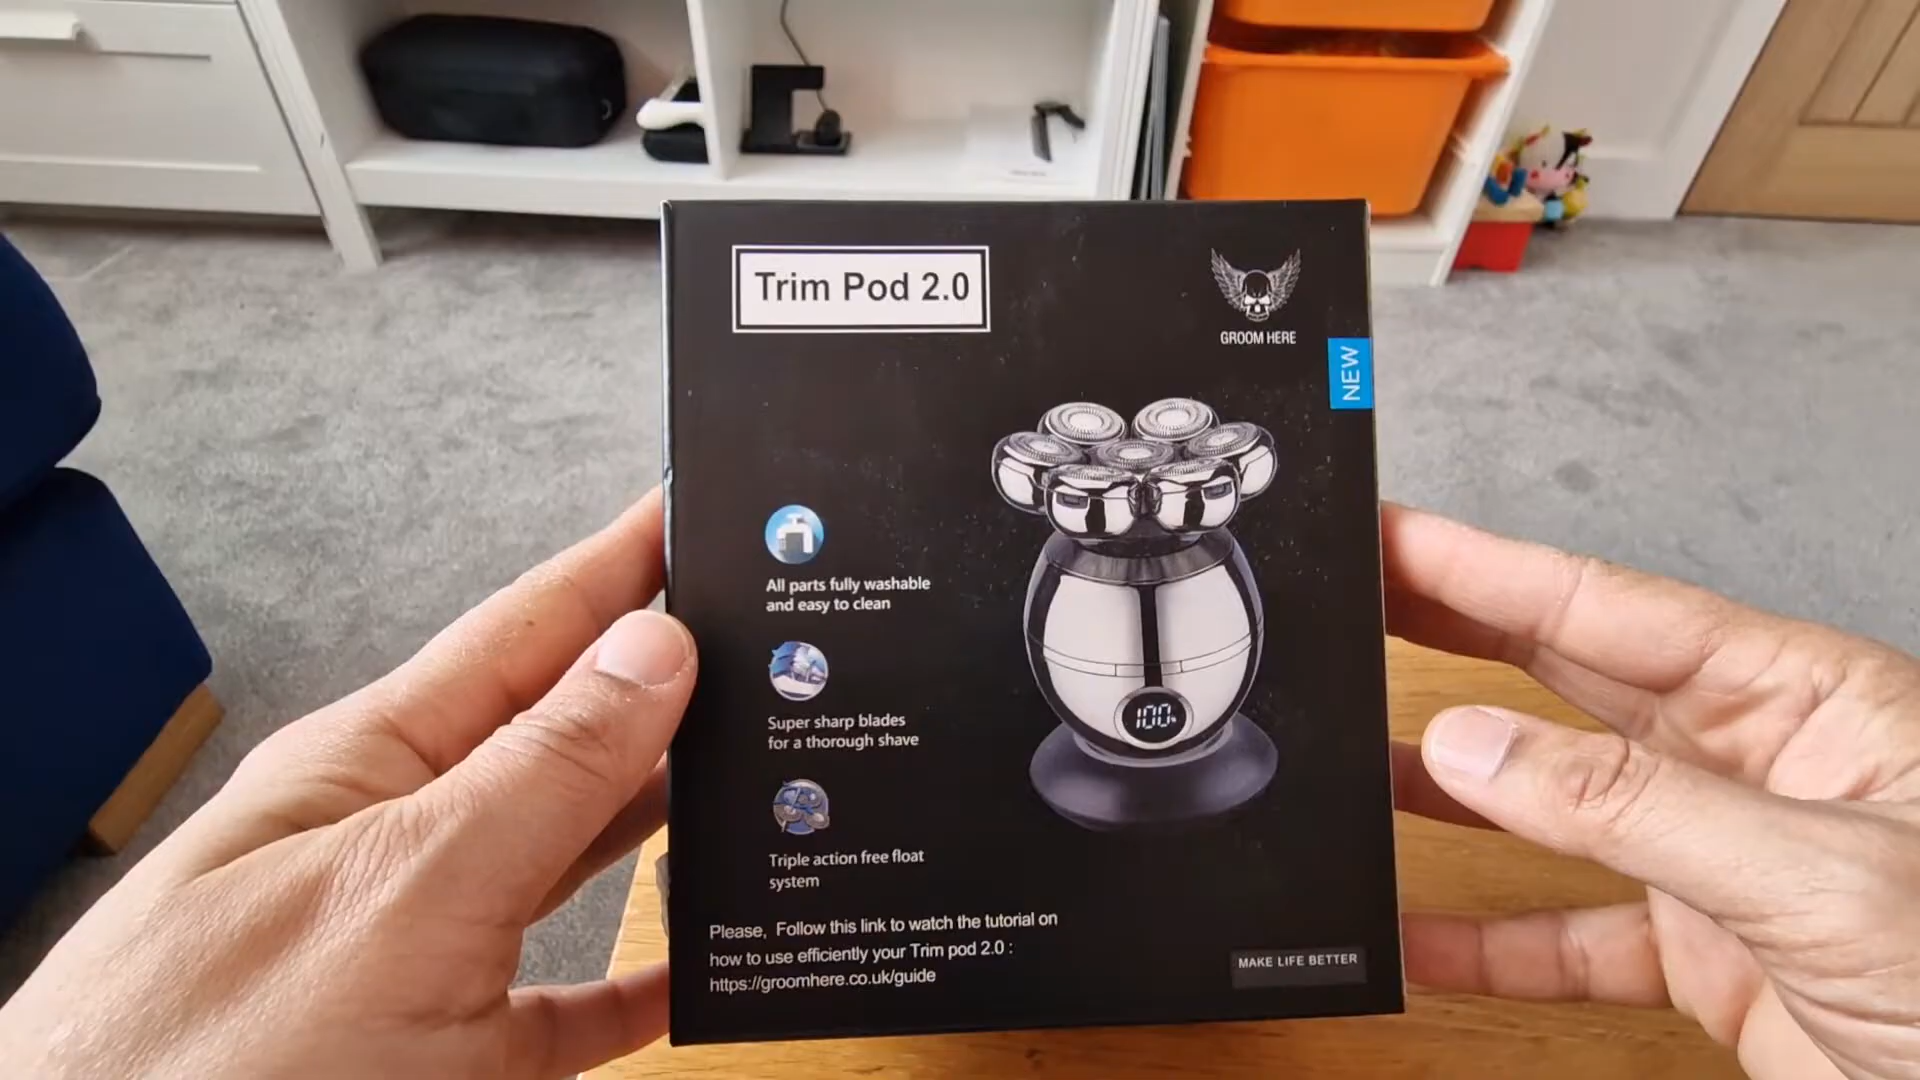 Trim Pod 2.0
GROOM HERE
NEW
100%
All parts fully washable
and easy to clean
Super sharp blades
for a thorough shave
Triple action free float
system
Please, Follow this link to watch the tutorial on
how to use efficiently your Trim pod 2.0 :
https://groomhere.co.uk/guide
MAKE LIFE BETTER